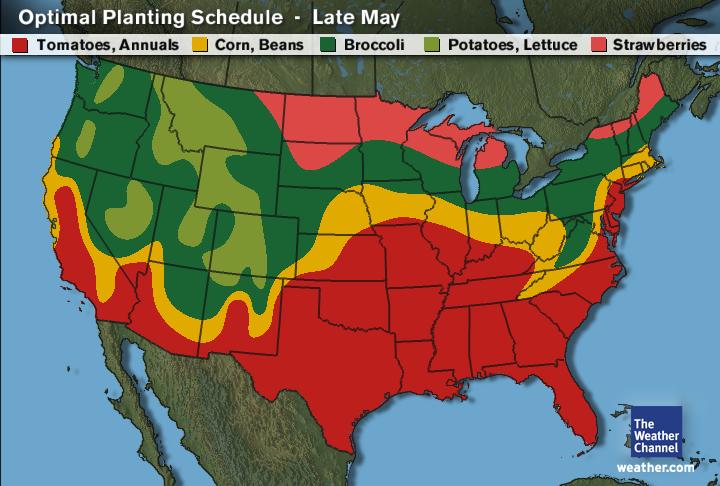 Optimal Planting Schedule - Late May
Tomatoes, Annuals Corn, Beans Broccoli Potatoes, Lettuce Strawberries
The
Weather
Channel
weather.com